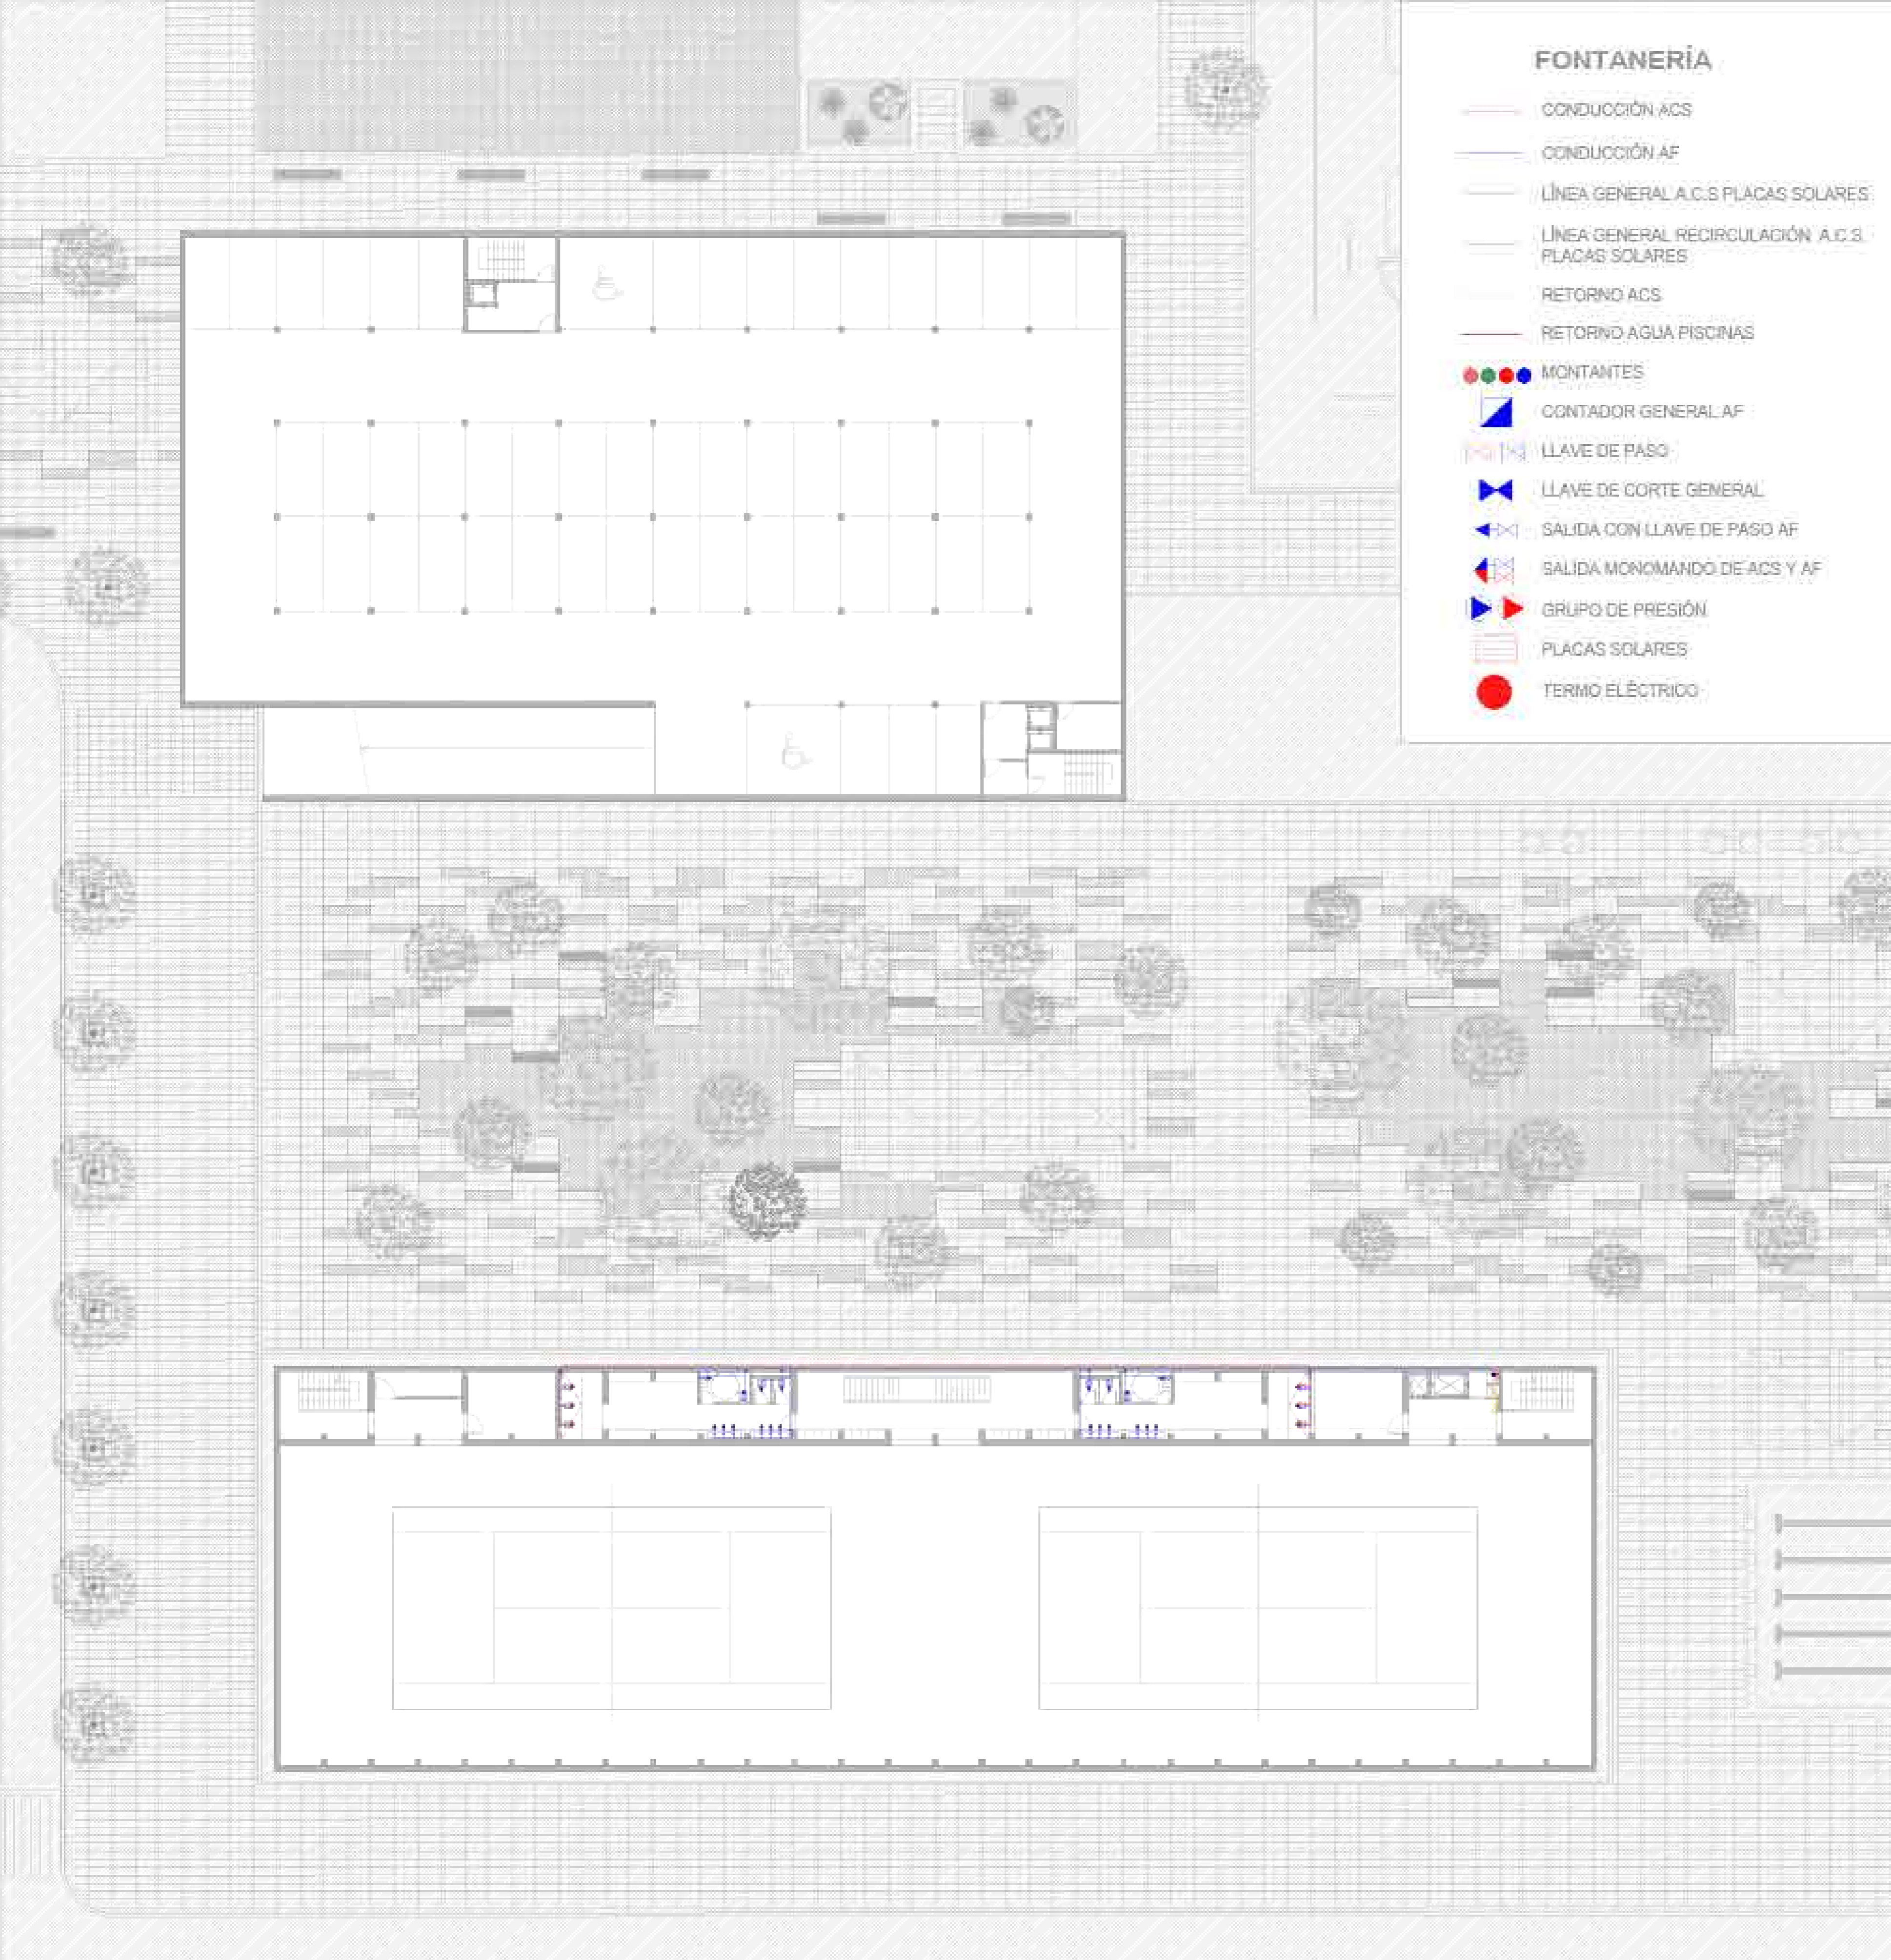 FONTANERÍA
CONDUCCIÓN ACS
CONDUCCIÓN AF
LÍNEA GENERAL A.C.S PLACAS SOLARES
LÍNEA GENERAL RECIRCULACIÓN A.C.S.
PLACAS SOLARES
RETORNO ACS
RETORNO AGUA PISCINAS
MONTANTES
CONTADOR GENERAL AF
LLAVE DE PASO
LLAVE DE CORTE GENERAL
SALIDA CON LLAVE DE PASO AF
SALIDA MONOMANDO DE ACS Y AF
GRUPO DE PRESIÓN
PLACAS SOLARES
TERMO ELÉCTRICO